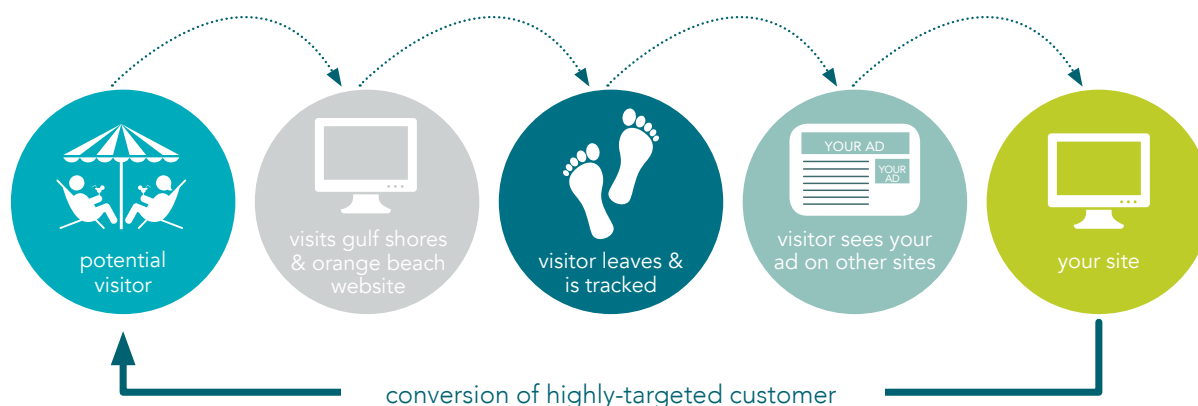 potential
visitor
visits gulf shores
& orange beach
website
visitor leaves &
is tracked
YOUR AD
YOUR
AD
visitor sees your
ad on other sites
your site
conversion of highly-targeted customer